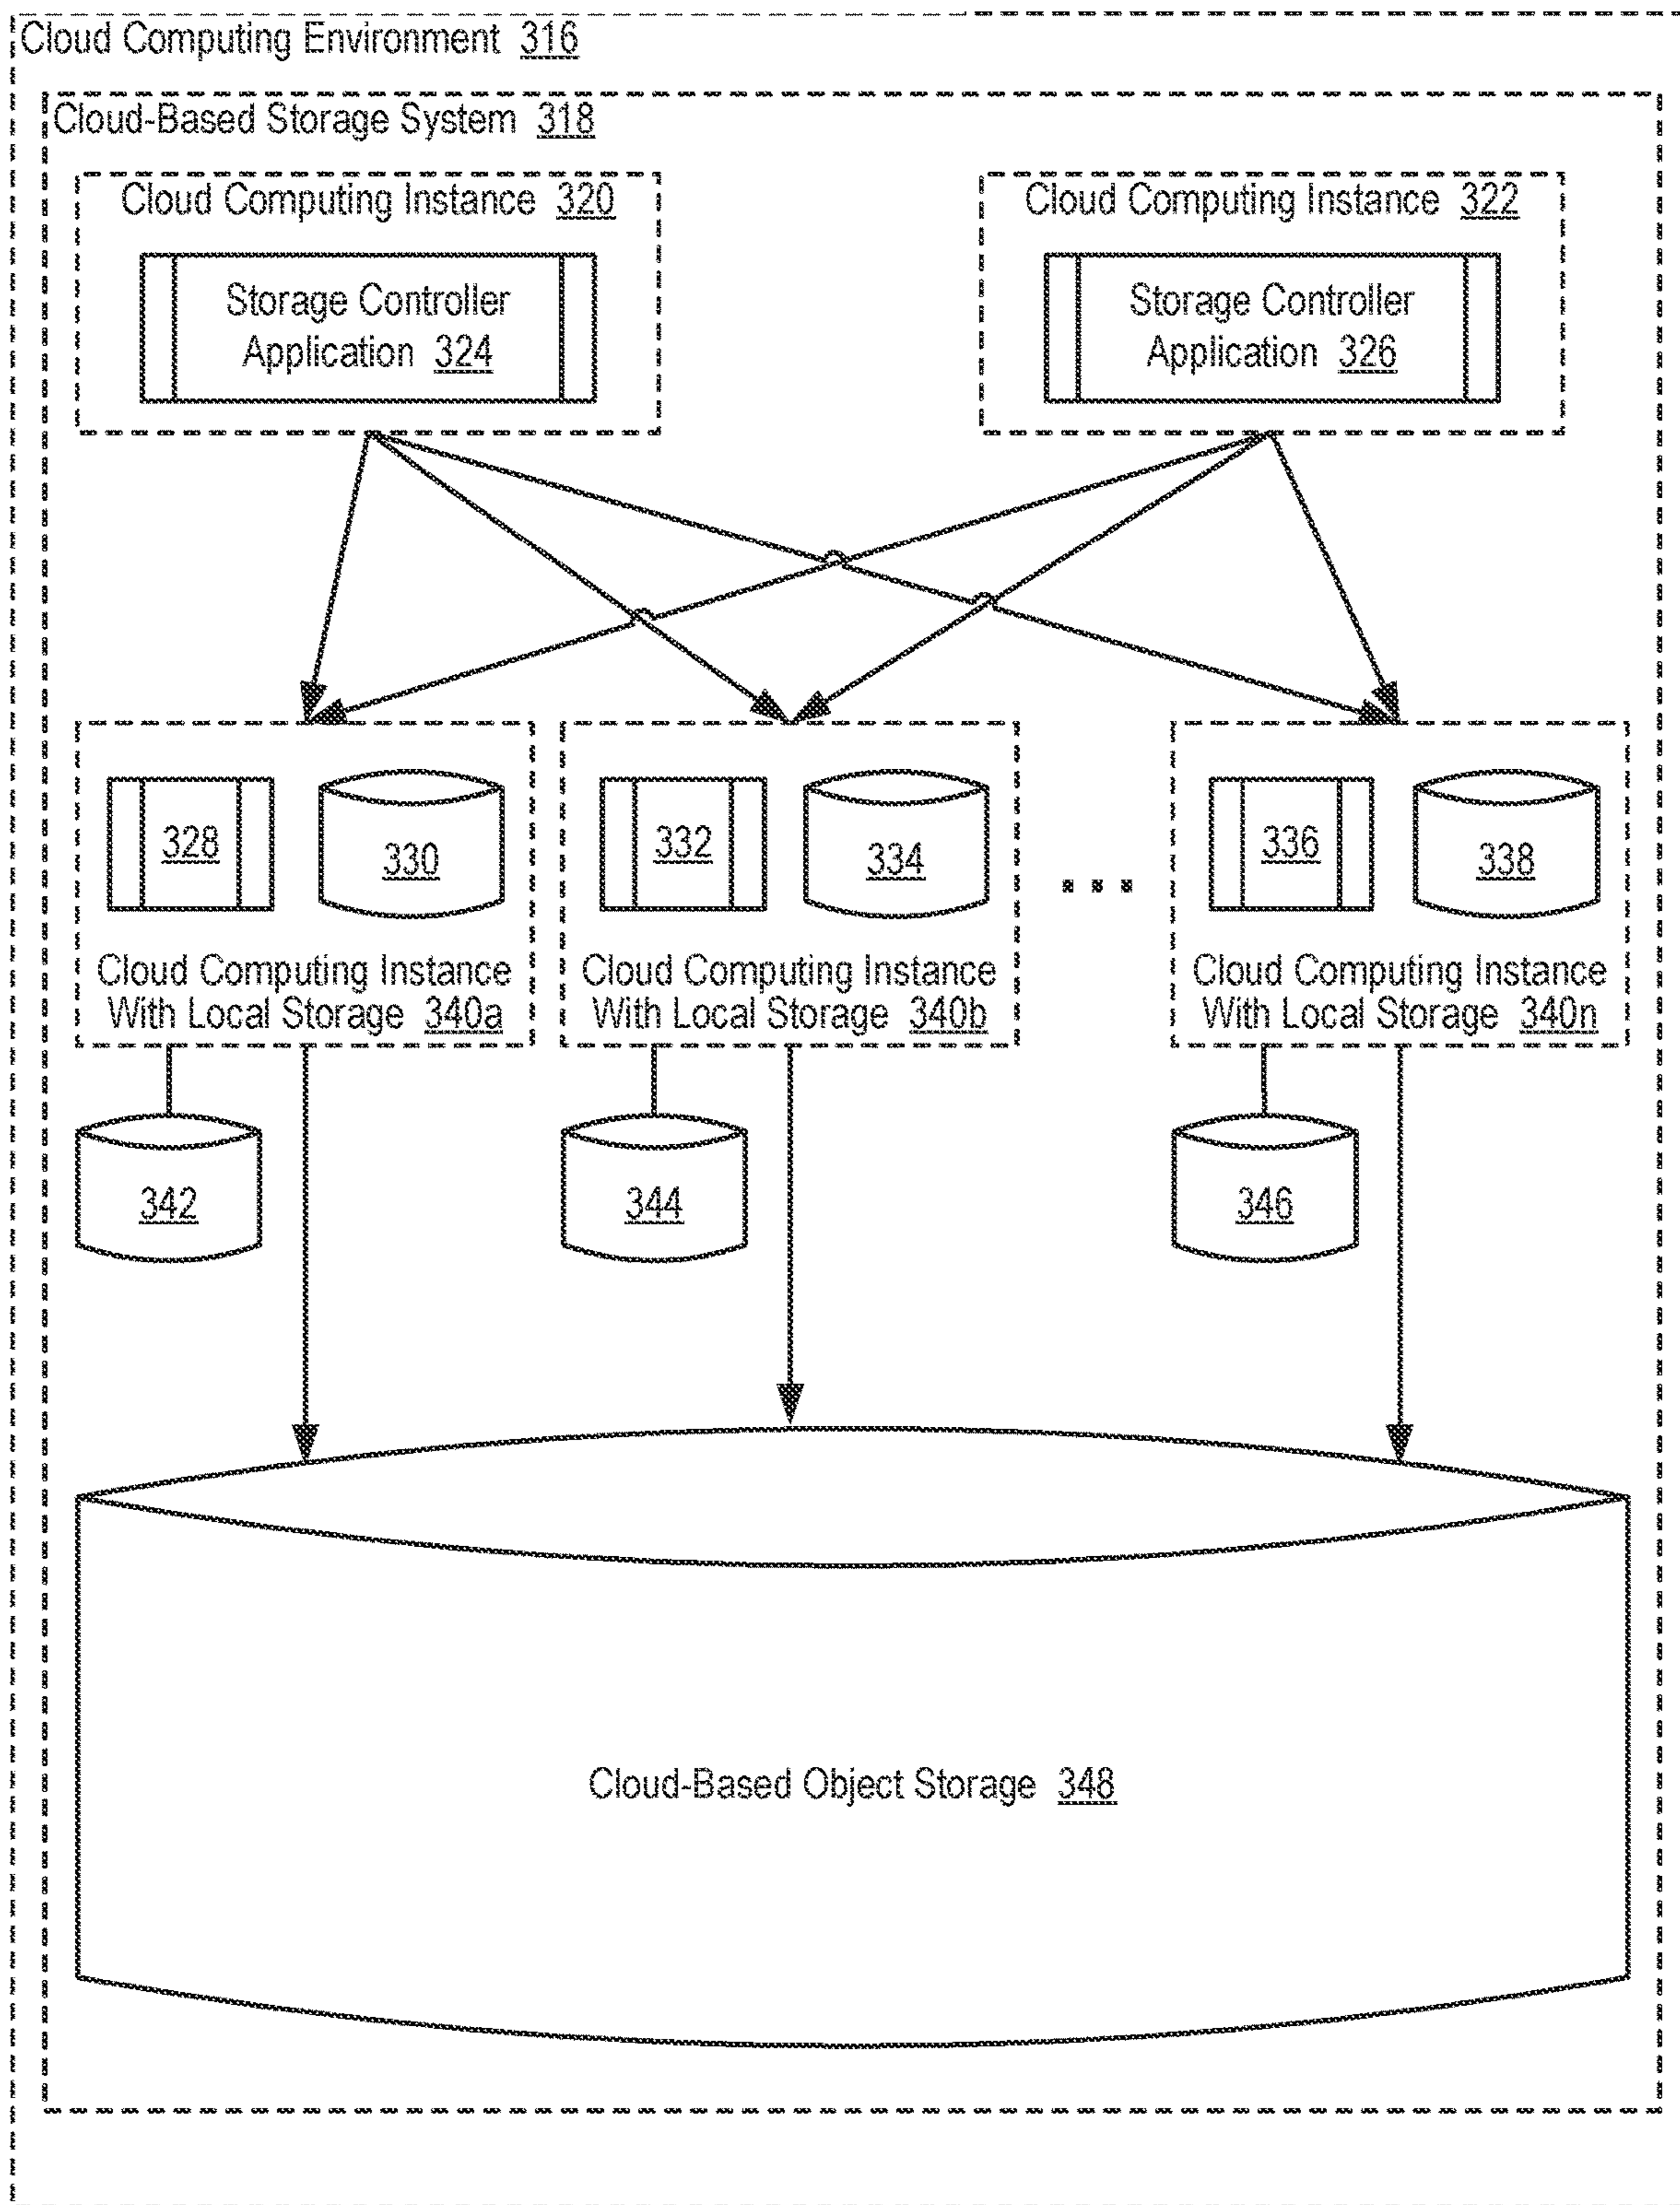 Cloud Computing Environment 316
Cloud-Based Storage System 318
Cloud Computing Instance 320
Storage Controller
Application 324
Cloud Computing Instance 322
Storage Controller
Application 326
328
330
Cloud Computing Instance
With Local Storage 340a
332
334
Cloud Computing Instance
With Local Storage 340b
...
336
338
Cloud Computing Instance
With Local Storage 340n
342
344
346
Cloud-Based Object Storage 348